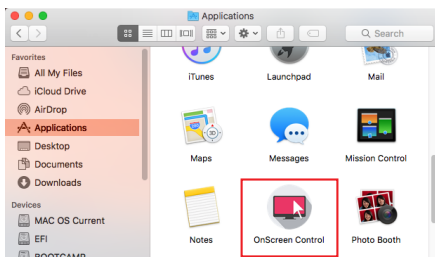 Applications
Search
Favorites
All My Files
iCloud Drive
AirDrop
Applications
Desktop
Documents
Downloads
Devices
MAC OS Current
EFI
BOOTCAMP
iTunes
Launchpad
Mail
Maps
Messages
Mission Control
Notes
OnScreen Control
Photo Booth